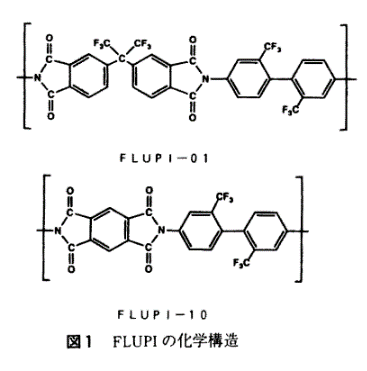 O O F₃C CF₃ O O CF₃
C C C C C
N N
C C
O O F₃C
FLUPI-01
O O CF₃
C C
N N
C C
O O F₃C
FLUPI-10
図1 FLUPIの化学構造